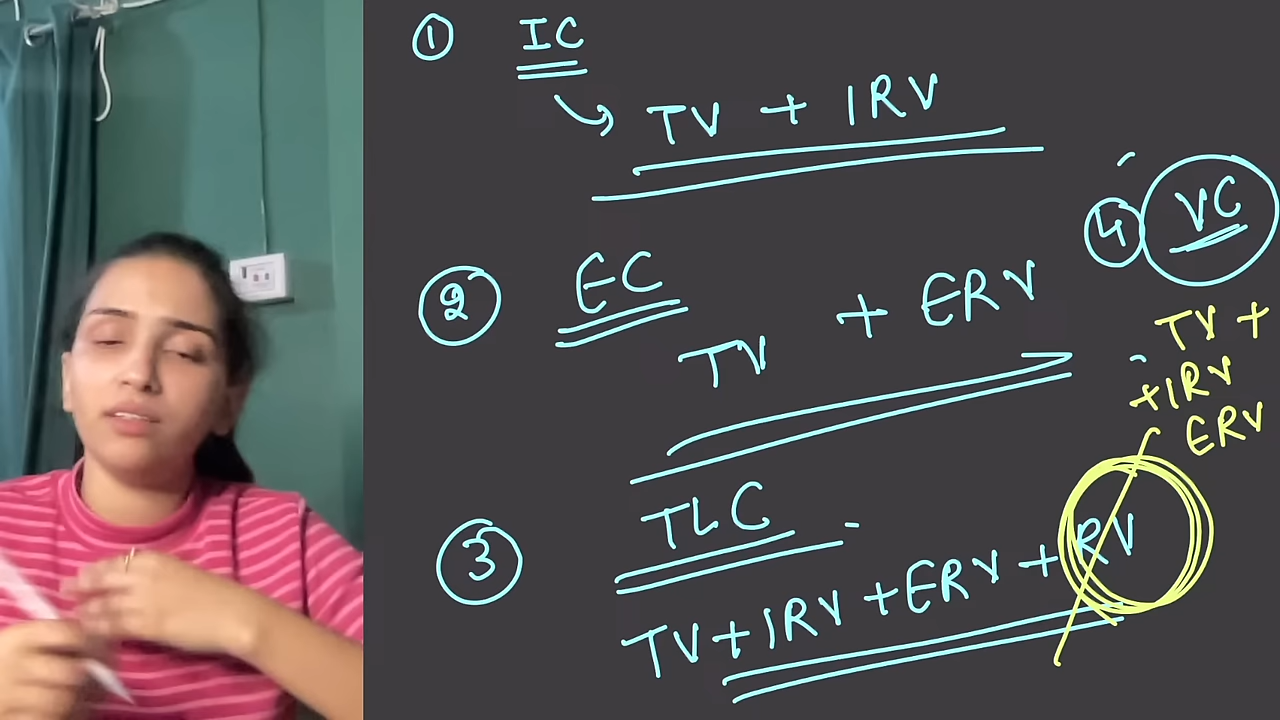 ① IC
TV + IRV
② EC
TV + ERV
③ TLC
TV + IRV + ERV + RV
④ VC
TV +
+IRV
ERV